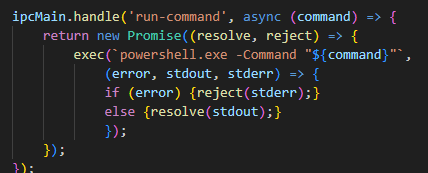 ipcMain.handle('run-command', async (command) => {
    return new Promise((resolve, reject) => {
        exec(`powershell.exe -Command "${command}"`,
            (error, stdout, stderr) => {
            if (error) {reject(stderr);}
            else {resolve(stdout);}
            });
    });
});